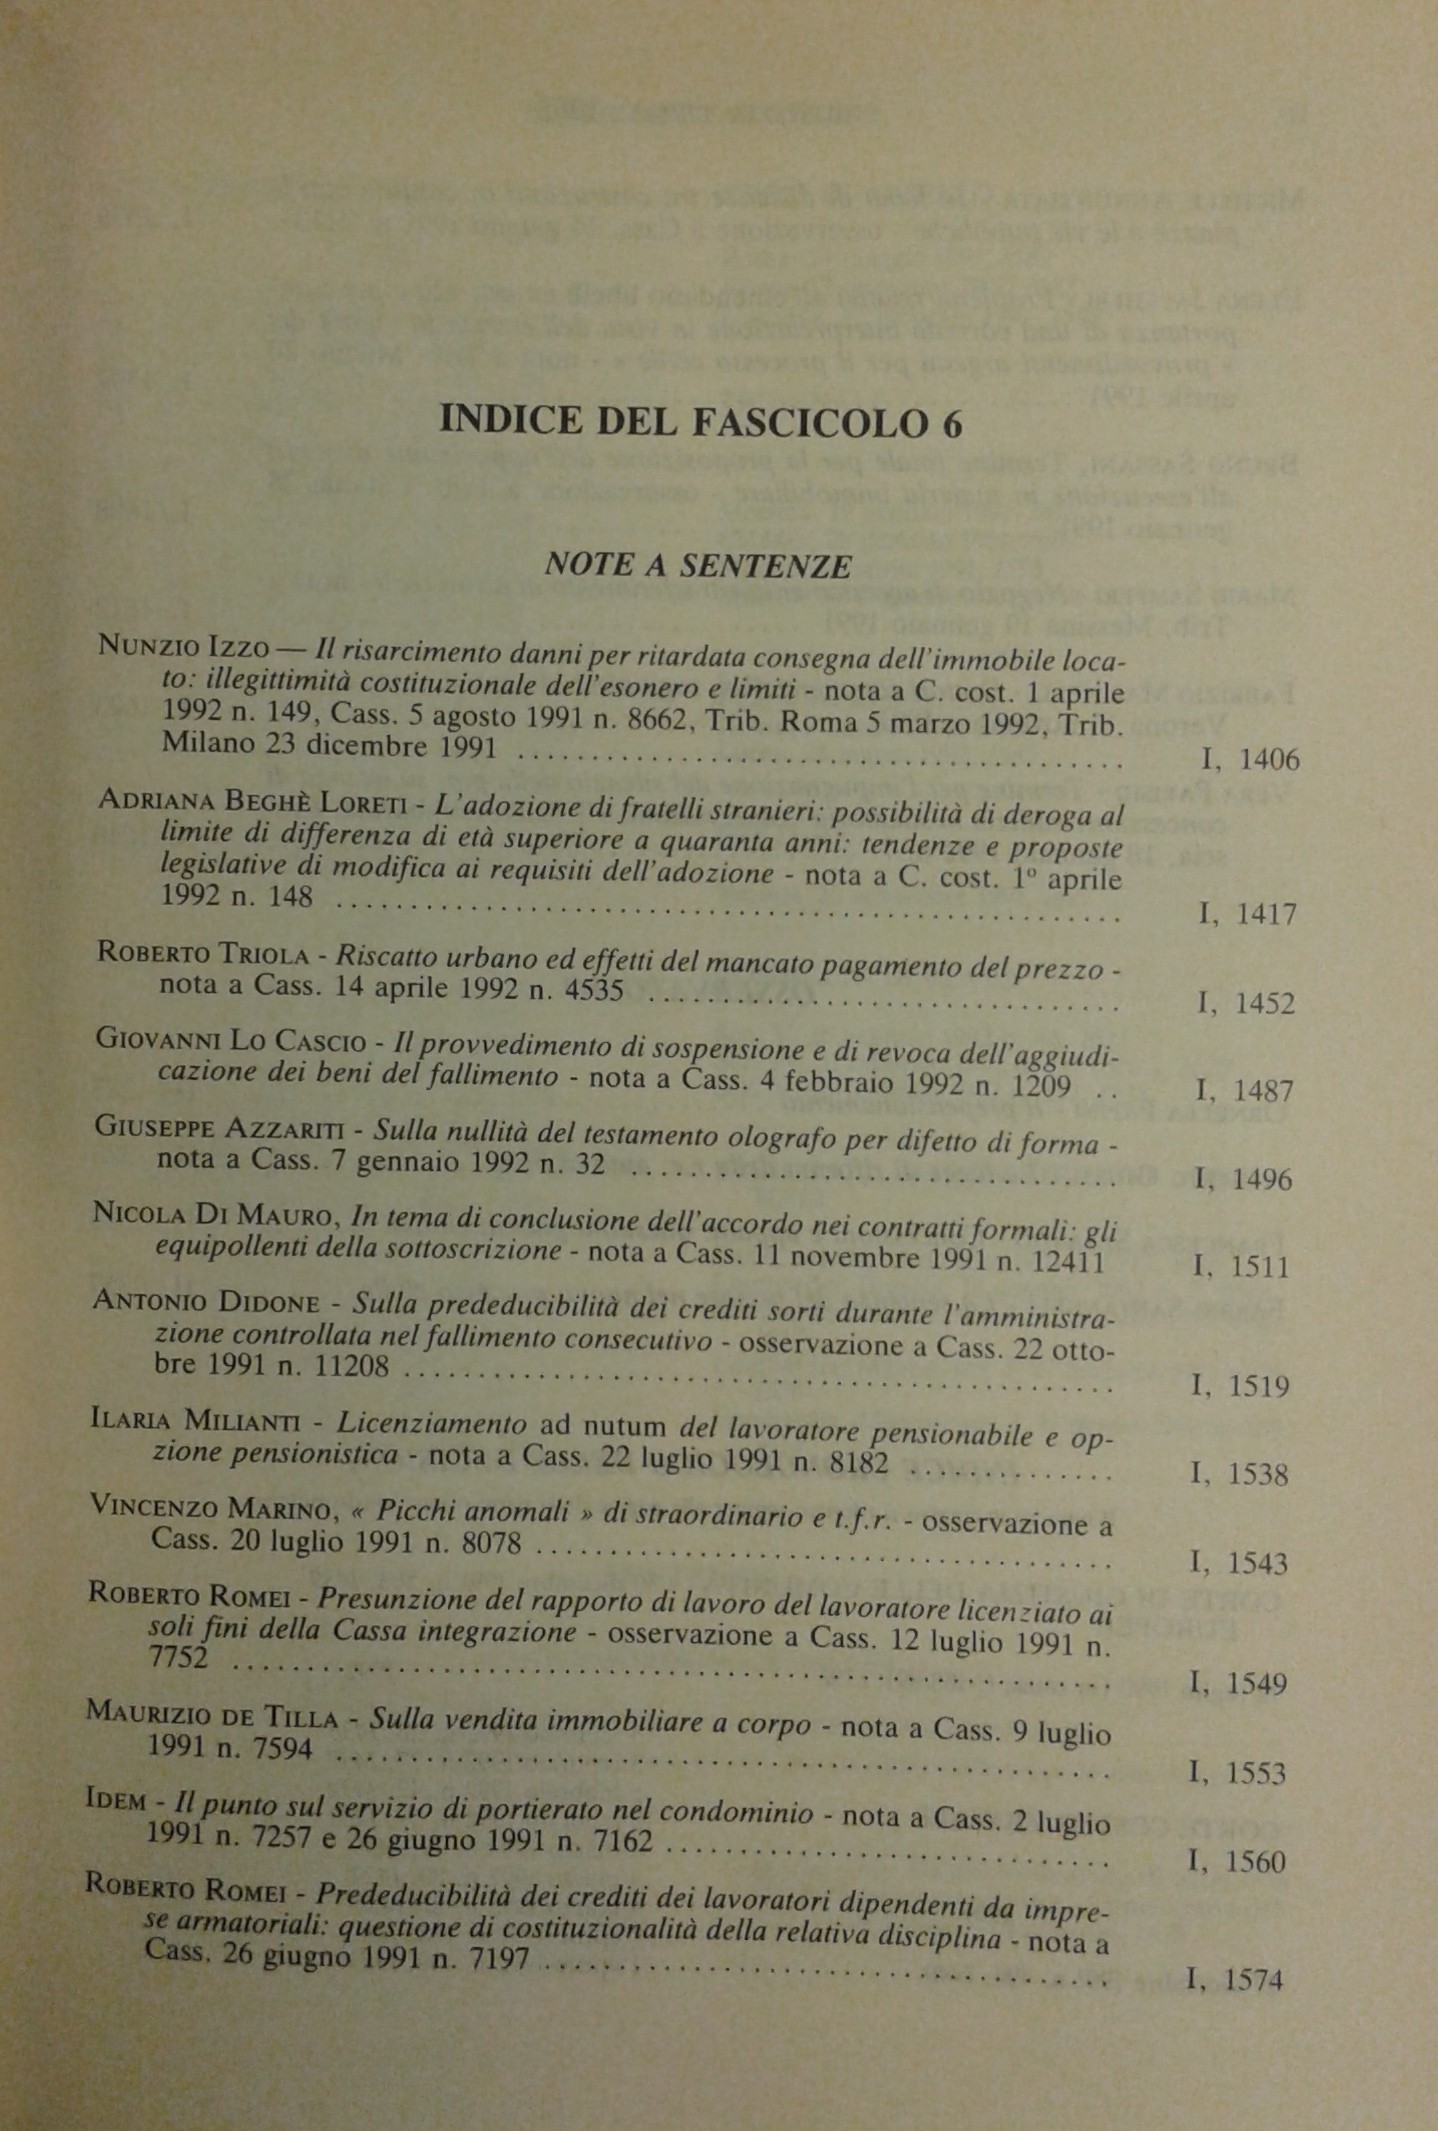 INDICE DEL FASCICOLO 6
NOTE A SENTENZE
NUNZIO IZZO — Il risarcimento danni per ritardata consegna dell'immobile loca-
to: illegittimità costituzionale dell'esonero e limiti - nota a C. cost. 1 aprile
1992 n. 149, Cass. 5 agosto 1991 n. 8662, Trib. Roma 5 marzo 1992, Trib.
Milano 23 dicembre 1991 .......... I, 1406
ADRIANA BEGHÈ LORETI - L'adozione di fratelli stranieri: possibilità di deroga al
limite di differenza di età superiore a quaranta anni: tendenze e proposte
legislative di modifica ai requisiti dell'adozione - nota a C. cost. 1º aprile
1992 n. 148 .......... I, 1417
ROBERTO TRIOLA - Riscatto urbano ed effetti del mancato pagamento del prezzo -
nota a Cass. 14 aprile 1992 n. 4535 .......... I, 1452
GIOVANNI LO CASCIO - Il provvedimento di sospensione e di revoca dell'aggiudi-
cazione dei beni del fallimento - nota a Cass. 4 febbraio 1992 n. 1209 .. I, 1487
GIUSEPPE AZZARITI - Sulla nullità del testamento olografo per difetto di forma -
nota a Cass. 7 gennaio 1992 n. 32 .......... I, 1496
NICOLA DI MAURO, In tema di conclusione dell'accordo nei contratti formali: gli
equipollenti della sottoscrizione - nota a Cass. 11 novembre 1991 n. 12411 I, 1511
ANTONIO DIDONE - Sulla prededucibilità dei crediti sorti durante l'amministra-
zione controllata nel fallimento consecutivo - osservazione a Cass. 22 otto-
bre 1991 n. 11208 .......... I, 1519
ILARIA MILIANTI - Licenziamento ad nutum del lavoratore pensionabile e op-
zione pensionistica - nota a Cass. 22 luglio 1991 n. 8182 .......... I, 1538
VINCENZO MARINO, « Picchi anomali » di straordinario e t.f.r. - osservazione a
Cass. 20 luglio 1991 n. 8078 .......... I, 1543
ROBERTO ROMEI - Presunzione del rapporto di lavoro del lavoratore licenziato ai
soli fini della Cassa integrazione - osservazione a Cass. 12 luglio 1991 n.
7752 .......... I, 1549
MAURIZIO DE TILLA - Sulla vendita immobiliare a corpo - nota a Cass. 9 luglio
1991 n. 7594 .......... I, 1553
IDEM - Il punto sul servizio di portierato nel condominio - nota a Cass. 2 luglio
1991 n. 7257 e 26 giugno 1991 n. 7162 .......... I, 1560
ROBERTO ROMEI - Prededucibilità dei crediti dei lavoratori dipendenti da impre-
se armatoriali: questione di costituzionalità della relativa disciplina - nota a
Cass. 26 giugno 1991 n. 7197 .......... I, 1574